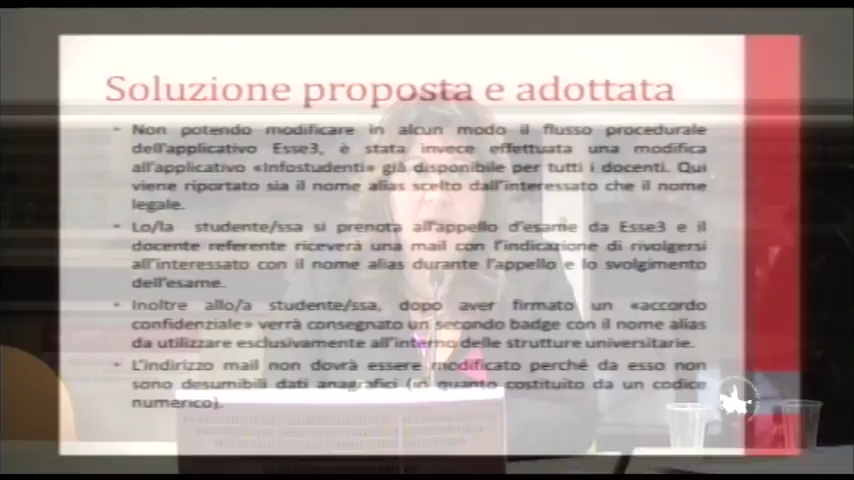 Soluzione proposta e adottata
- Non potendo modificare in alcun modo il flusso procedurale
dell'applicativo Esse3, è stata invece effettuata una modifica
all'applicativo «Infostudenti» già disponibile per tutti i docenti. Qui
viene riportato sia il nome alias scelto dall'interessato che il nome
legale.
- Lo/la studente/ssa si prenota all'appello d'esame da Esse3 e il
docente referente riceverà una mail con l'indicazione di rivolgersi
all'interessato con il nome alias durante l'appello e lo svolgimento
dell'esame.
- Inoltre allo/a studente/ssa, dopo aver firmato un «accordo
confidenziale» verrà consegnato un secondo badge con il nome alias
da utilizzare esclusivamente all'interno delle strutture universitarie.
- L'indirizzo mail non dovrà essere modificato perché da esso non
sono desumibili dati anagrafici (in quanto costituito da un codice
numerico).